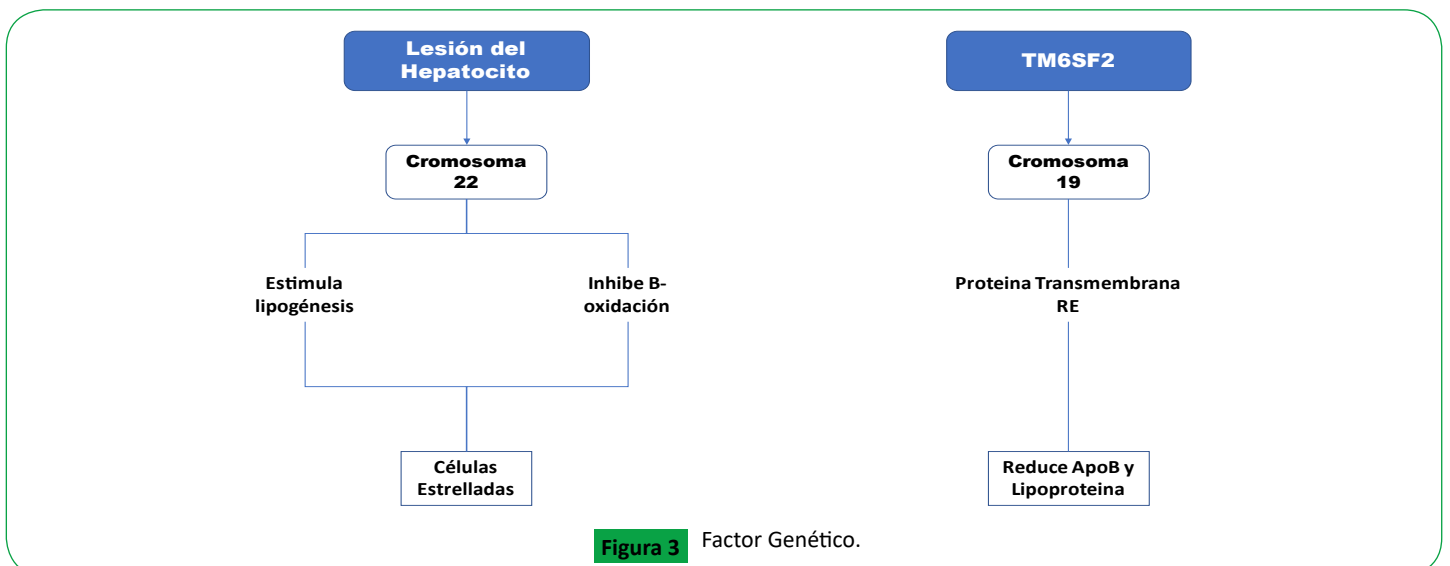 Lesión del
Hepatocito
Cromosoma
22
Estimula
lipogénesis
Inhibe B-
oxidación
Células
Estrelladas
TM6SF2
Cromosoma
19
Proteina Transmembrana
RE
Reduce ApoB y
Lipoproteina
Figura 3 Factor Genético.